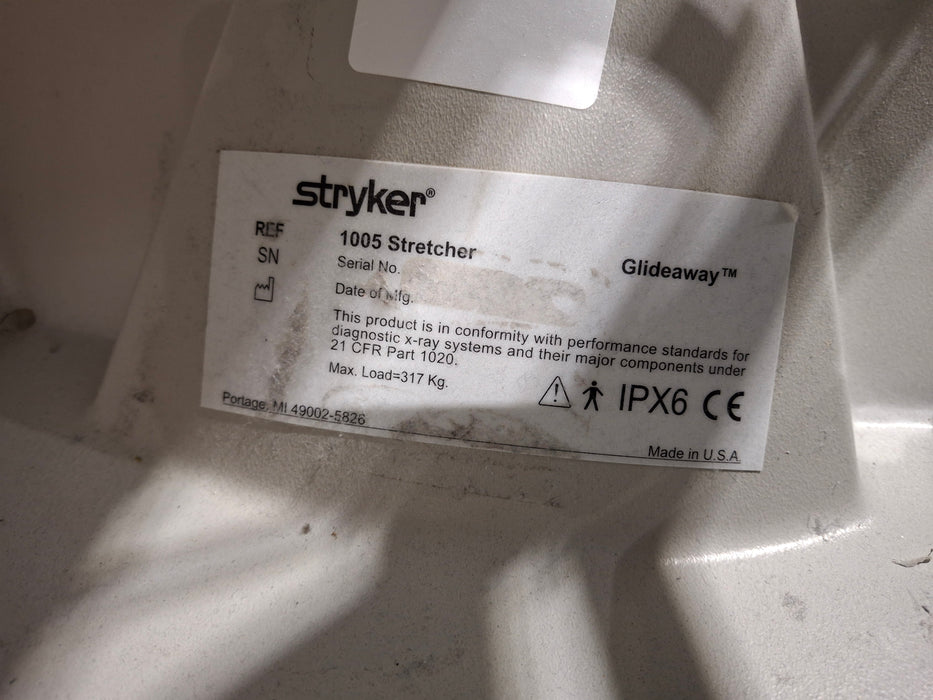 stryker®
REF 1005 Stretcher Glideaway™
SN Serial No.
Date of Mfg.
This product is in conformity with performance standards for
diagnostic x-ray systems and their major components under
21 CFR Part 1020.
Max. Load=317 Kg.
IPX6 CE
Portage, MI 49002-5826
Made in U.S.A.